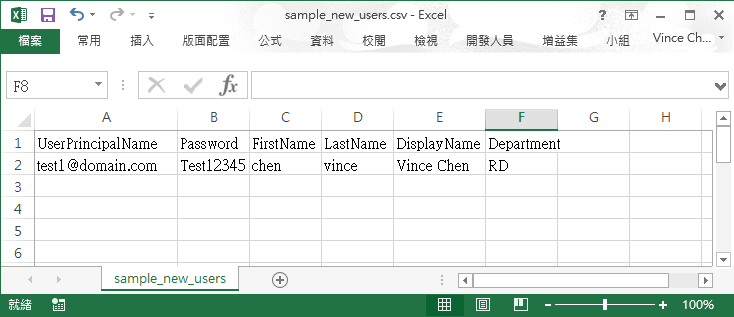 sample_new_users.csv - Excel
檔案 常用 插入 版面配置 公式 資料 校閱 檢視 開發人員 增益集 小組 Vince Ch...
F8 fx
A B C D E F G H
1 UserPrincipalName Password FirstName LastName DisplayName Department
2 test1@domain.com Test12345 chen vince Vince Chen RD
3
4
5
6
sample_new_users
就緒 100%